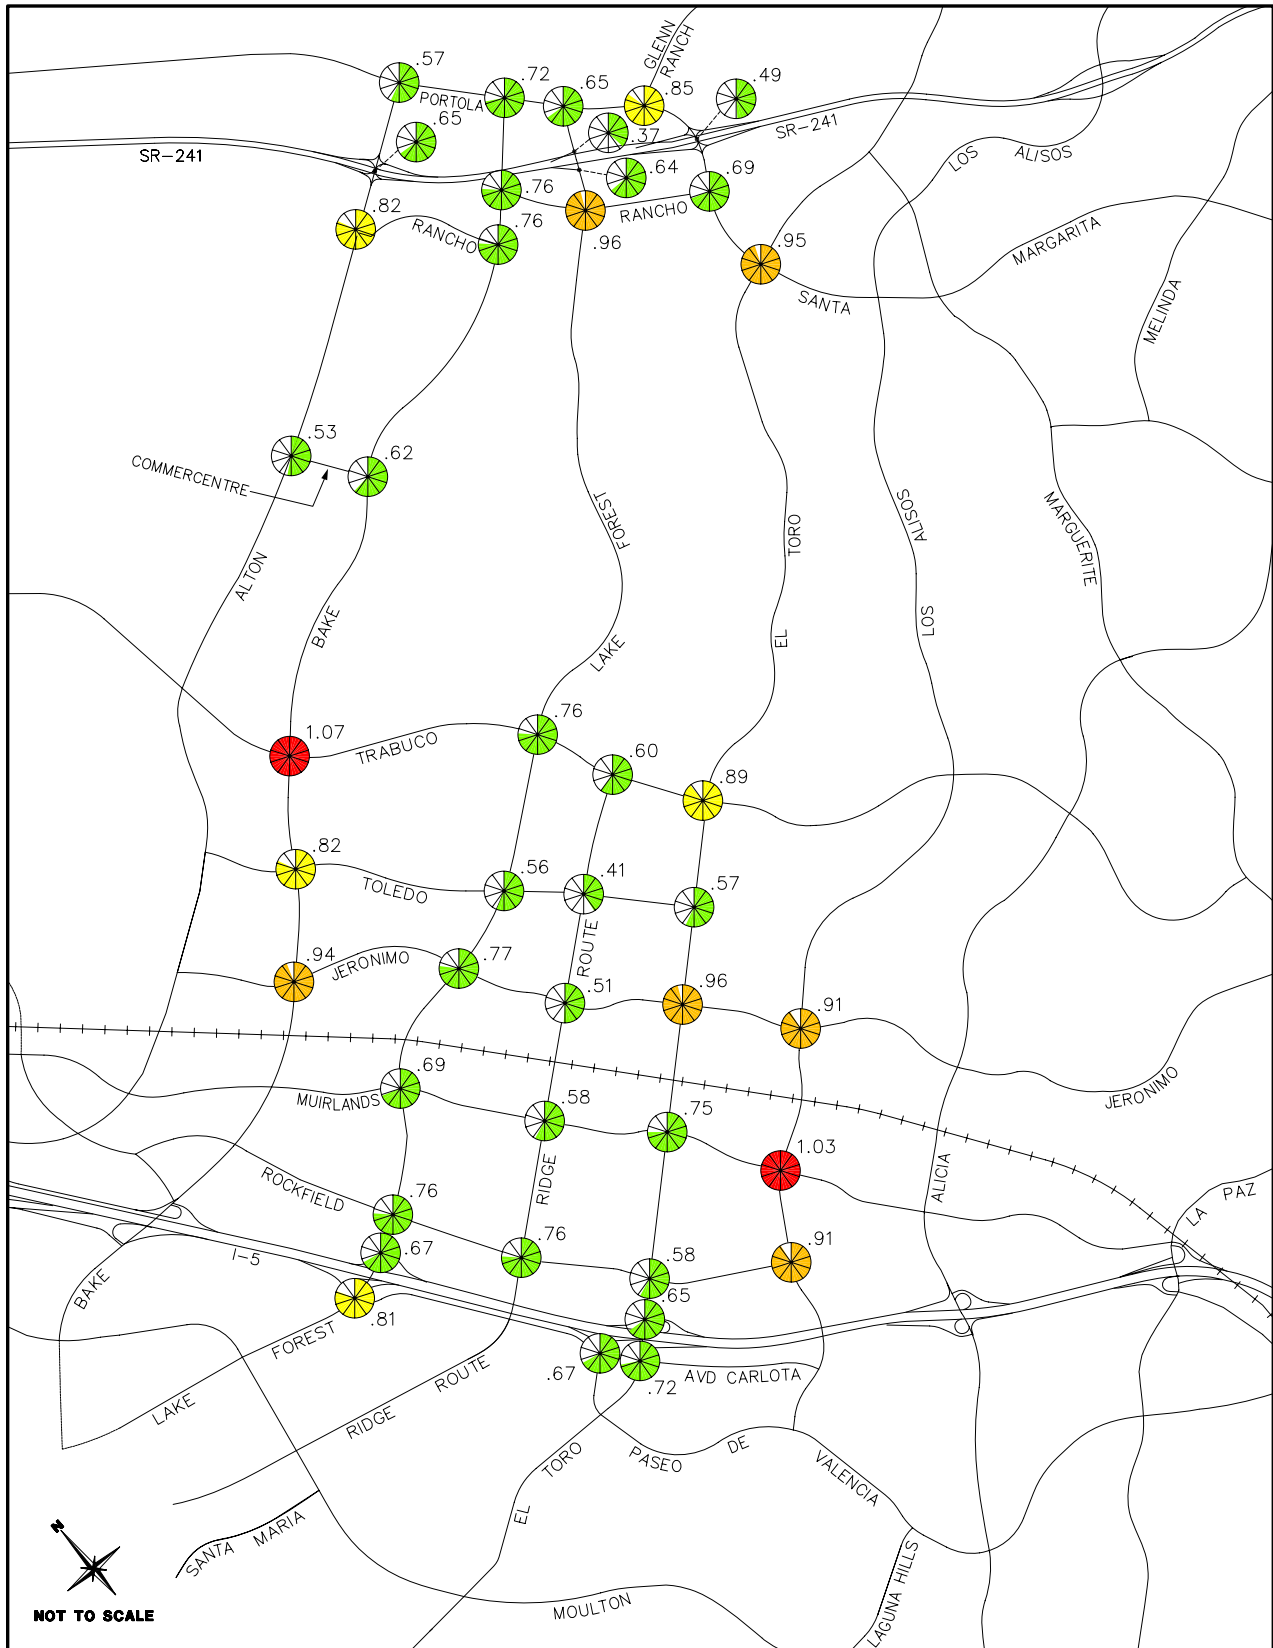 GLENN
RANCH
.57
.72
.65
.85
.49
PORTOLA
.65
.37
SR-241
SR-241
LOS ALISOS
.64
.69
.76
.82
RANCHO
.76
RANCHO
.96
.95
MARGARITA
SANTA
MELINDA
.53
.62
COMMERCENTRE
FOREST
TORO
ALISOS
MARGUERITE
ALTON
BAKE
LAKE
EL
LOS
.76
1.07
TRABUCO
.60
.89
.82
.56
.41
.57
TOLEDO
.94
JERONIMO
.77
ROUTE
.51
.96
.91
.69
MUIRLANDS
.58
.75
JERONIMO
1.03
ROCKFIELD
RIDGE
ALICIA
LA PAZ
.76
.76
.91
I-5
.67
.58
BAKE
.65
.81
FOREST
.67
.72
AVD CARLOTA
ROUTE
LAKE
RIDGE
TORO
PASEO DE
VALENCIA
EL
SANTA MARIA
N
LAGUNA HILLS
MOULTON
NOT TO SCALE